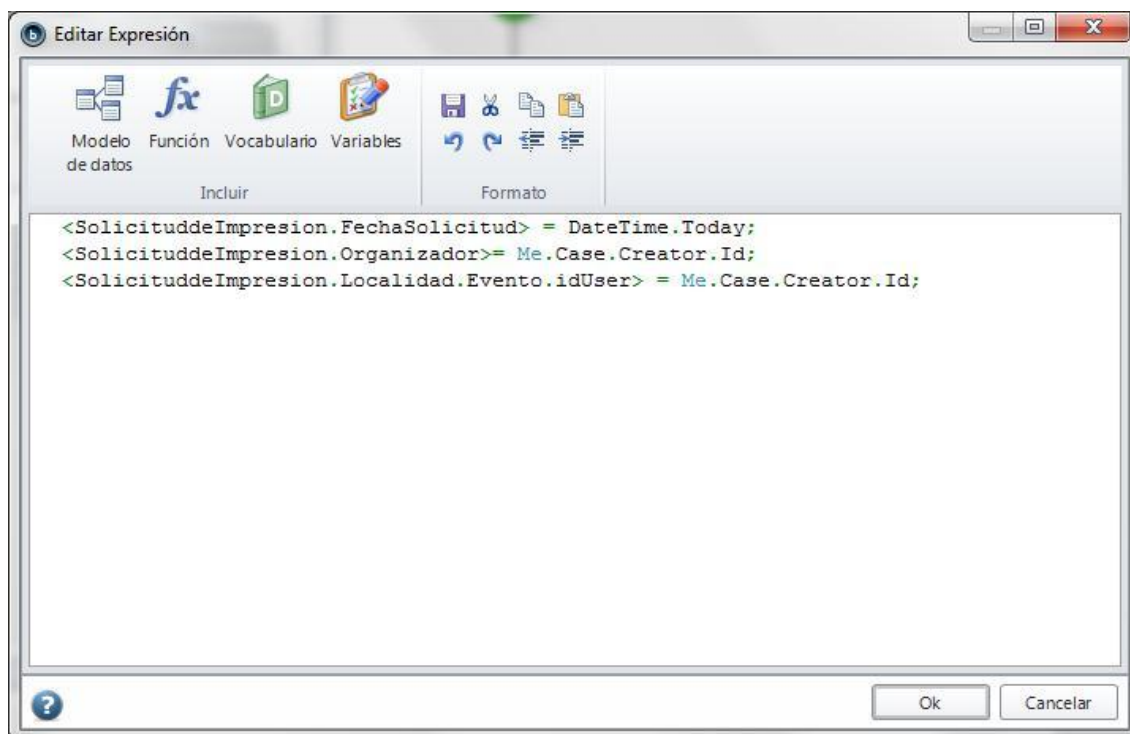 Editar Expresión
Modelo de datos
Función
Vocabulario
Variables
Incluir
Formato
<SolicituddeImpresion.FechaSolicitud> = DateTime.Today;
<SolicituddeImpresion.Organizador>= Me.Case.Creator.Id;
<SolicituddeImpresion.Localidad.Evento.idUser> = Me.Case.Creator.Id;
Ok
Cancelar